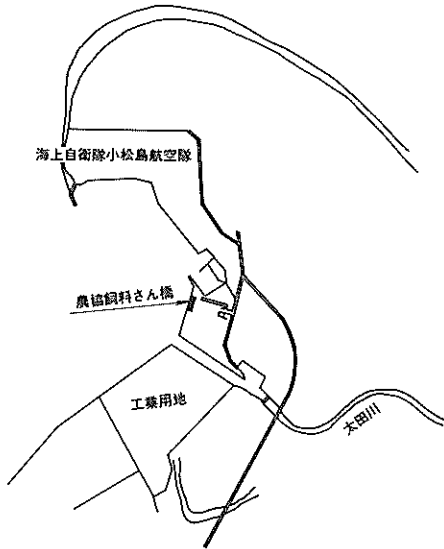 海上自衛隊小松島航空隊
農協飼料さん橋
工業用地
太田川